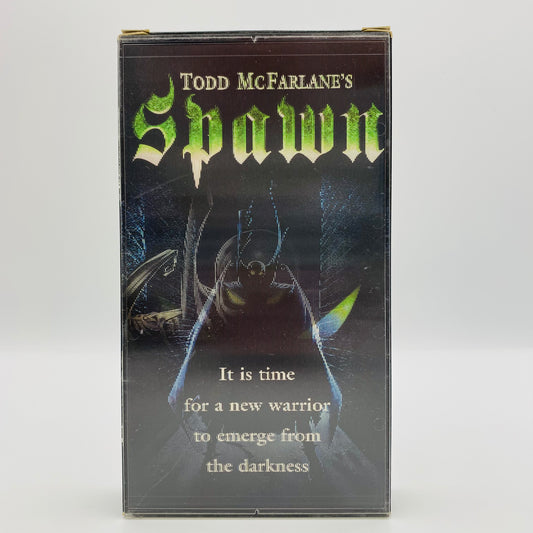 TODD MCFARLANE'S
Spawn
It is time
for a new warrior
to emerge from
the darkness